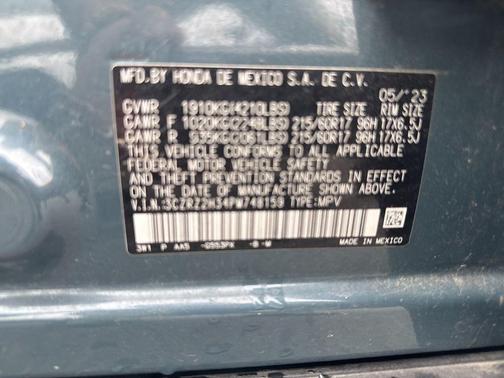 MFD.BY HONDA DE MEXICO S.A. DE C.V.
05/'23
GVWR 1910KG(4210LBS) TIRE SIZE RIM SIZE
GAWR F 1020KG(2248LBS) 215/60R17 96H 17X6.5J
GAWR R 935KG(2061LBS) 215/60R17 96H 17X6.5J
THIS VEHICLE CONFORMS TO ALL APPLICABLE
FEDERAL MOTOR VEHICLE SAFETY
AND THEFT PREVENTION STANDARDS IN EFFECT
ON THE DATE OF MANUFACTURE SHOWN ABOVE.
V.I.N.: TYPE:MPV
3W1 P AAS -B -M
MADE IN MEXICO